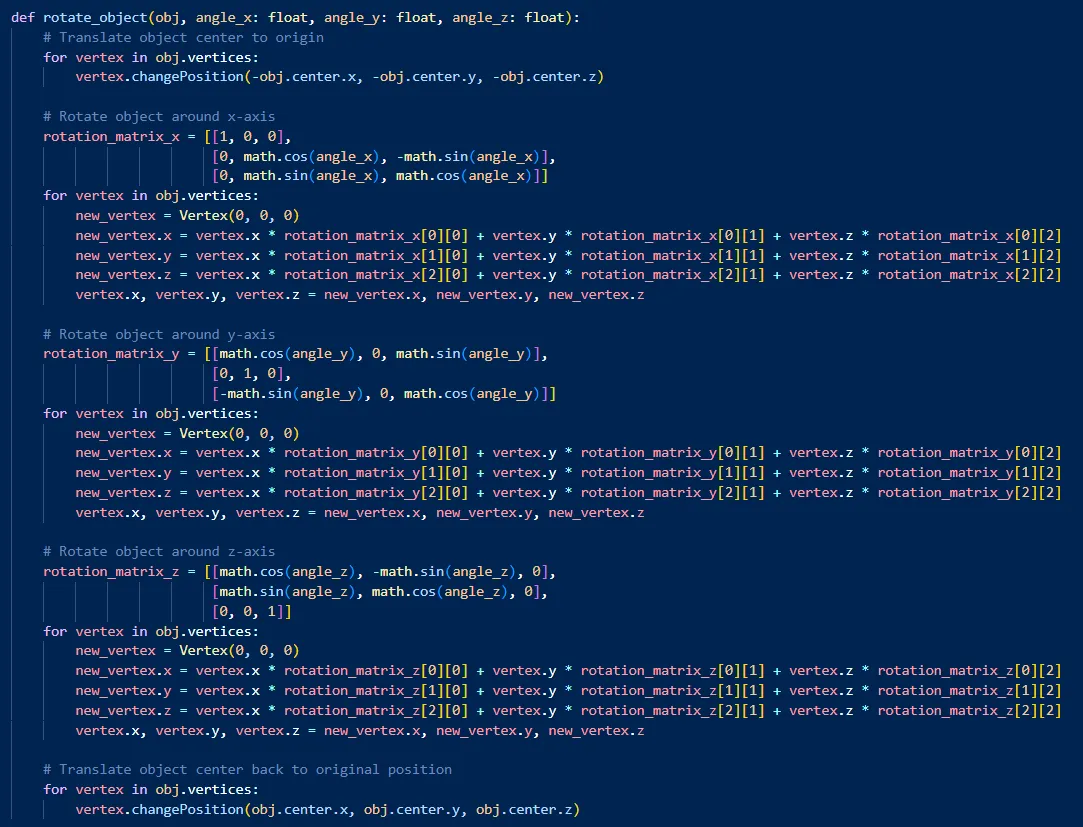 def rotate_object(obj, angle_x: float, angle_y: float, angle_z: float):
    # Translate object center to origin
    for vertex in obj.vertices:
        vertex.changePosition(-obj.center.x, -obj.center.y, -obj.center.z)

    # Rotate object around x-axis
    rotation_matrix_x = [[1, 0, 0],
                         [0, math.cos(angle_x), -math.sin(angle_x)],
                         [0, math.sin(angle_x), math.cos(angle_x)]]
    for vertex in obj.vertices:
        new_vertex = Vertex(0, 0, 0)
        new_vertex.x = vertex.x * rotation_matrix_x[0][0] + vertex.y * rotation_matrix_x[0][1] + vertex.z * rotation_matrix_x[0][2]
        new_vertex.y = vertex.x * rotation_matrix_x[1][0] + vertex.y * rotation_matrix_x[1][1] + vertex.z * rotation_matrix_x[1][2]
        new_vertex.z = vertex.x * rotation_matrix_x[2][0] + vertex.y * rotation_matrix_x[2][1] + vertex.z * rotation_matrix_x[2][2]
        vertex.x, vertex.y, vertex.z = new_vertex.x, new_vertex.y, new_vertex.z

    # Rotate object around y-axis
    rotation_matrix_y = [[math.cos(angle_y), 0, math.sin(angle_y)],
                         [0, 1, 0],
                         [-math.sin(angle_y), 0, math.cos(angle_y)]]
    for vertex in obj.vertices:
        new_vertex = Vertex(0, 0, 0)
        new_vertex.x = vertex.x * rotation_matrix_y[0][0] + vertex.y * rotation_matrix_y[0][1] + vertex.z * rotation_matrix_y[0][2]
        new_vertex.y = vertex.x * rotation_matrix_y[1][0] + vertex.y * rotation_matrix_y[1][1] + vertex.z * rotation_matrix_y[1][2]
        new_vertex.z = vertex.x * rotation_matrix_y[2][0] + vertex.y * rotation_matrix_y[2][1] + vertex.z * rotation_matrix_y[2][2]
        vertex.x, vertex.y, vertex.z = new_vertex.x, new_vertex.y, new_vertex.z

    # Rotate object around z-axis
    rotation_matrix_z = [[math.cos(angle_z), -math.sin(angle_z), 0],
                         [math.sin(angle_z), math.cos(angle_z), 0],
                         [0, 0, 1]]
    for vertex in obj.vertices:
        new_vertex = Vertex(0, 0, 0)
        new_vertex.x = vertex.x * rotation_matrix_z[0][0] + vertex.y * rotation_matrix_z[0][1] + vertex.z * rotation_matrix_z[0][2]
        new_vertex.y = vertex.x * rotation_matrix_z[1][0] + vertex.y * rotation_matrix_z[1][1] + vertex.z * rotation_matrix_z[1][2]
        new_vertex.z = vertex.x * rotation_matrix_z[2][0] + vertex.y * rotation_matrix_z[2][1] + vertex.z * rotation_matrix_z[2][2]
        vertex.x, vertex.y, vertex.z = new_vertex.x, new_vertex.y, new_vertex.z

    # Translate object center back to original position
    for vertex in obj.vertices:
        vertex.changePosition(obj.center.x, obj.center.y, obj.center.z)